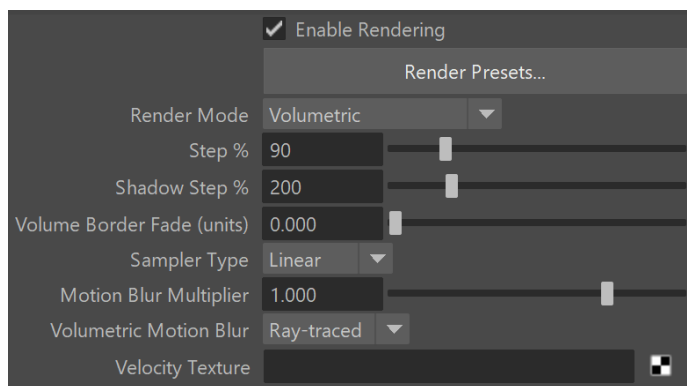 Enable Rendering
Render Presets...
Render Mode Volumetric
Step % 90
Shadow Step % 200
Volume Border Fade (units) 0.000
Sampler Type Linear
Motion Blur Multiplier 1.000
Volumetric Motion Blur Ray-traced
Velocity Texture